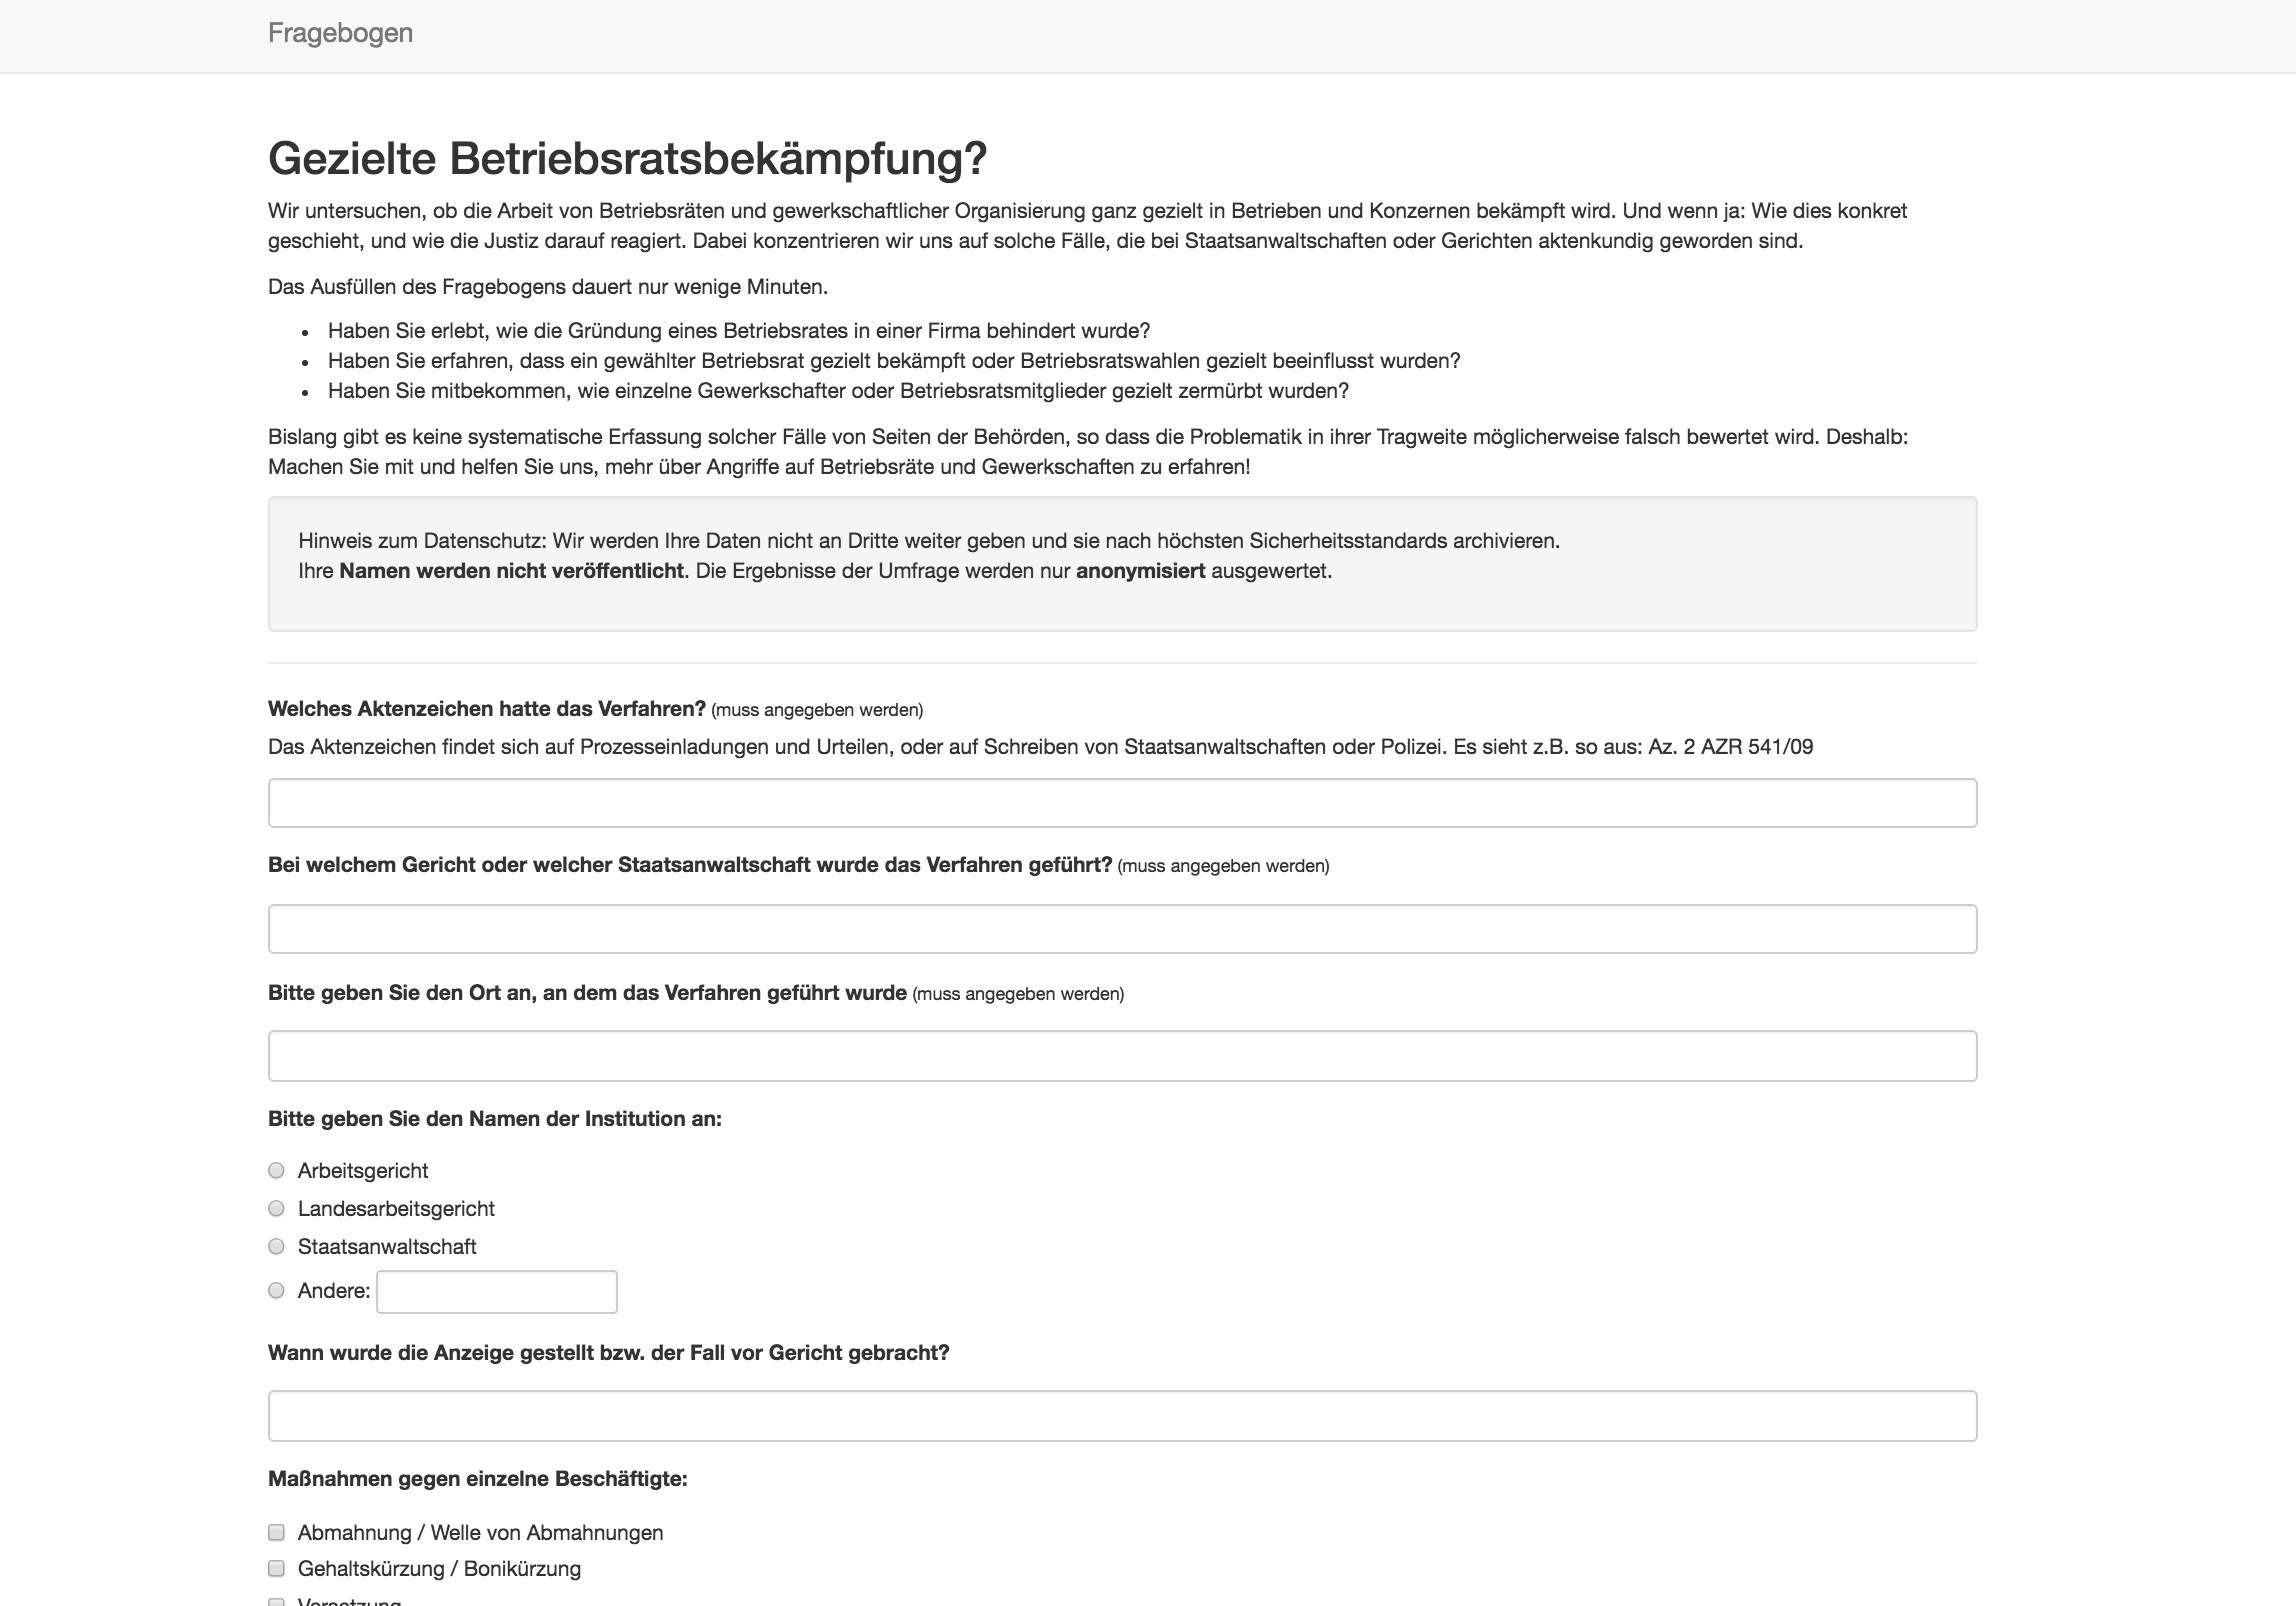 Fragebogen
Gezielte Betriebsratsbekämpfung?
Wir untersuchen, ob die Arbeit von Betriebsräten und gewerkschaftlicher Organisierung ganz gezielt in Betrieben und Konzernen bekämpft wird. Und wenn ja: Wie dies konkret
geschieht, und wie die Justiz darauf reagiert. Dabei konzentrieren wir uns auf solche Fälle, die bei Staatsanwaltschaften oder Gerichten aktenkundig geworden sind.
Das Ausfüllen des Fragebogens dauert nur wenige Minuten.
• Haben Sie erlebt, wie die Gründung eines Betriebsrates in einer Firma behindert wurde?
• Haben Sie erfahren, dass ein gewählter Betriebsrat gezielt bekämpft oder Betriebsratswahlen gezielt beeinflusst wurden?
• Haben Sie mitbekommen, wie einzelne Gewerkschafter oder Betriebsratsmitglieder gezielt zermürbt wurden?
Bislang gibt es keine systematische Erfassung solcher Fälle von Seiten der Behörden, so dass die Problematik in ihrer Tragweite möglicherweise falsch bewertet wird. Deshalb:
Machen Sie mit und helfen Sie uns, mehr über Angriffe auf Betriebsräte und Gewerkschaften zu erfahren!
Hinweis zum Datenschutz: Wir werden Ihre Daten nicht an Dritte weiter geben und sie nach höchsten Sicherheitsstandards archivieren.
Ihre Namen werden nicht veröffentlicht. Die Ergebnisse der Umfrage werden nur anonymisiert ausgewertet.
Welches Aktenzeichen hatte das Verfahren? (muss angegeben werden)
Das Aktenzeichen findet sich auf Prozesseinladungen und Urteilen, oder auf Schreiben von Staatsanwaltschaften oder Polizei. Es sieht z.B. so aus: Az. 2 AZR 541/09
Bei welchem Gericht oder welcher Staatsanwaltschaft wurde das Verfahren geführt? (muss angegeben werden)
Bitte geben Sie den Ort an, an dem das Verfahren geführt wurde (muss angegeben werden)
Bitte geben Sie den Namen der Institution an:
Arbeitsgericht
Landesarbeitsgericht
Staatsanwaltschaft
Andere:
Wann wurde die Anzeige gestellt bzw. der Fall vor Gericht gebracht?
Maßnahmen gegen einzelne Beschäftigte:
Abmahnung / Welle von Abmahnungen
Gehaltskürzung / Bonikürzung
Versetzung